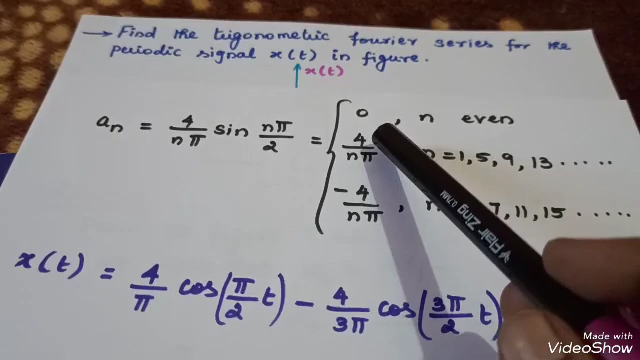 → Find the trigonometric fourier series for the
periodic signal x(t) in figure.
x(t)
aₙ = 4/nπ sin nπ/2 = { 0 , n even
4/nπ n = 1, 5, 9, 13 .....
-4/nπ , n 7, 11, 15 .....
x(t) = 4/π cos(π/2 t) - 4/3π cos(3π/2 t)
Flair Zing
Made With
VideoShow